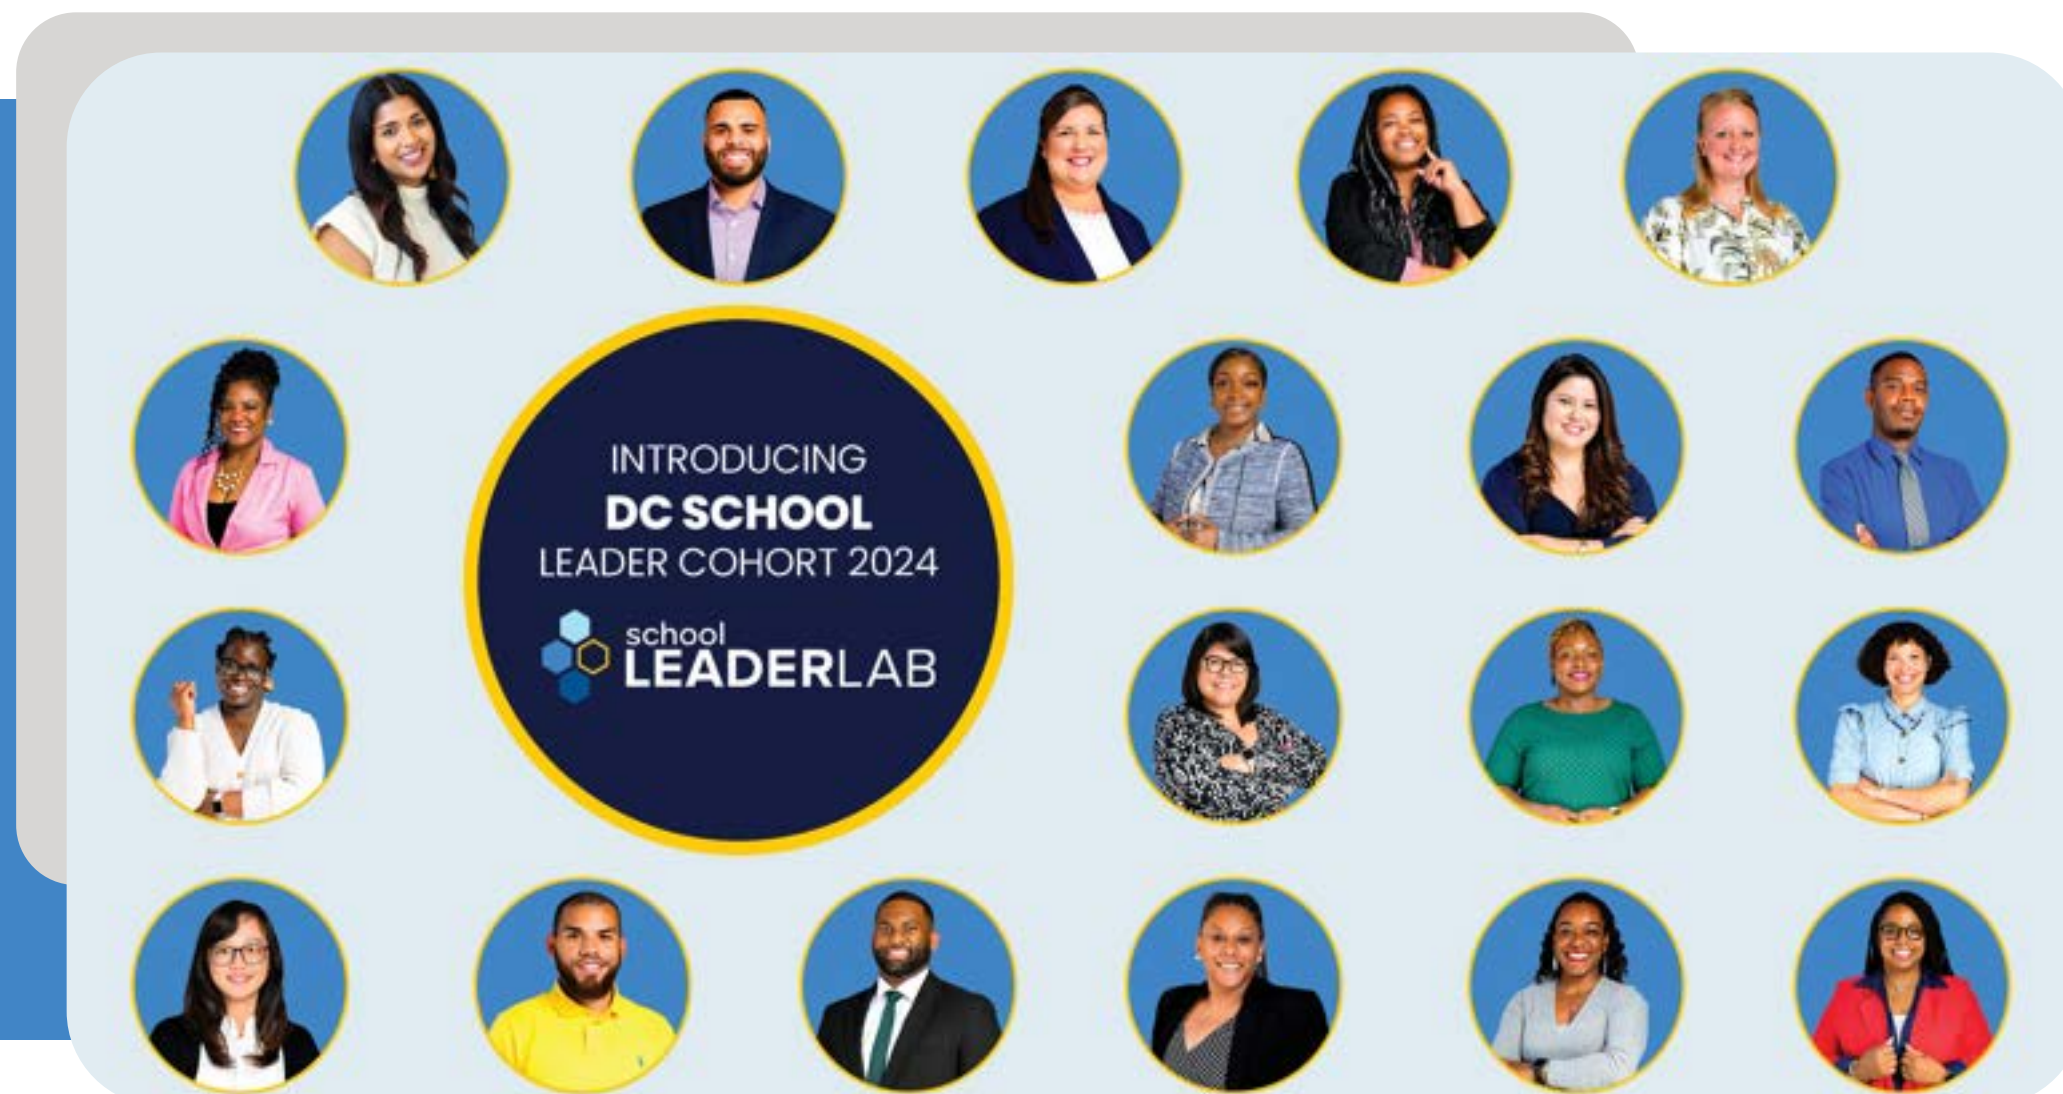 INTRODUCING
DC SCHOOL
LEADER COHORT 2024
school
LEADERLAB